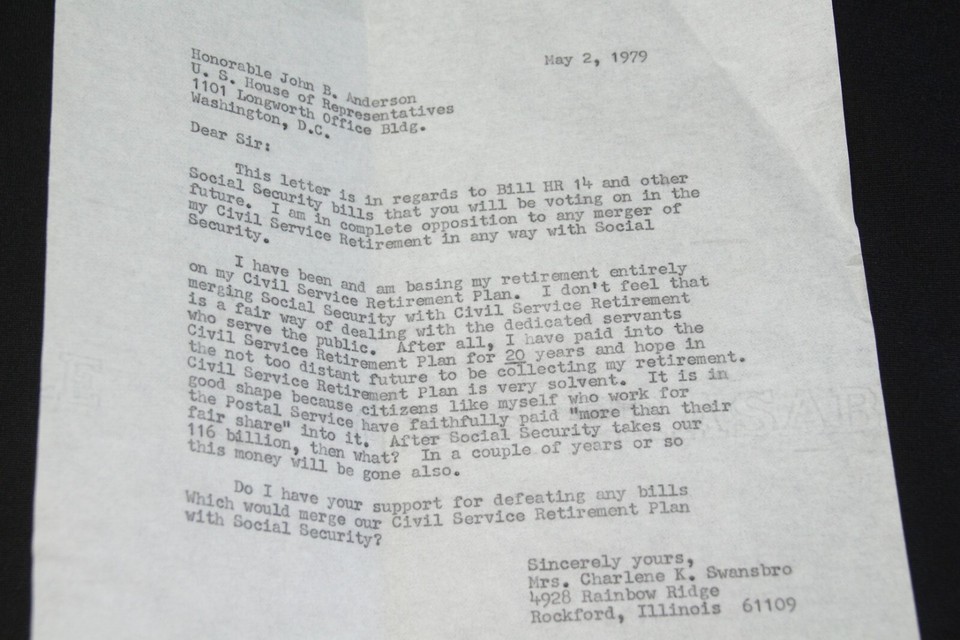 May 2, 1979
Honorable John B. Anderson
U. S. House of Representatives
1101 Longworth Office Bldg.
Washington, D.C.
Dear Sir:
This letter is in regards to Bill HR 14 and other
Social Security bills that you will be voting on in the
future. I am in complete opposition to any merger of
my Civil Service Retirement in any way with Social
Security.
I have been and am basing my retirement entirely
on my Civil Service Retirement Plan. I don't feel that
merging Social Security with Civil Service Retirement
is a fair way of dealing with the dedicated servants
who serve the public. After all, I have paid into the
Civil Service Retirement Plan for 20 years and hope in
the not too distant future to be collecting my retirement.
Civil Service Retirement Plan is very solvent. It is in
good shape because citizens like myself who work for
the Postal Service have faithfully paid "more than their
fair share" into it. After Social Security takes our
116 billion, then what? In a couple of years or so
this money will be gone also.
Do I have your support for defeating any bills
Which would merge our Civil Service Retirement Plan
with Social Security?
Sincerely yours,
Mrs. Charlene K. Swansbro
4928 Rainbow Ridge
Rockford, Illinois 61109